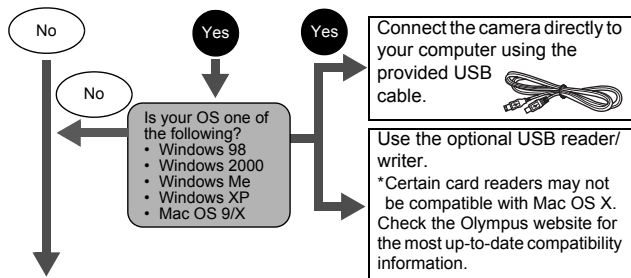 No
Yes
Yes
No
Is your OS one of
the following?
• Windows 98
• Windows 2000
• Windows Me
• Windows XP
• Mac OS 9/X
Connect the camera directly to
your computer using the
provided USB
cable.
Use the optional USB reader/
writer.
*Certain card readers may not
be compatible with Mac OS X.
Check the Olympus website for
the most up-to-date compatibility
information.